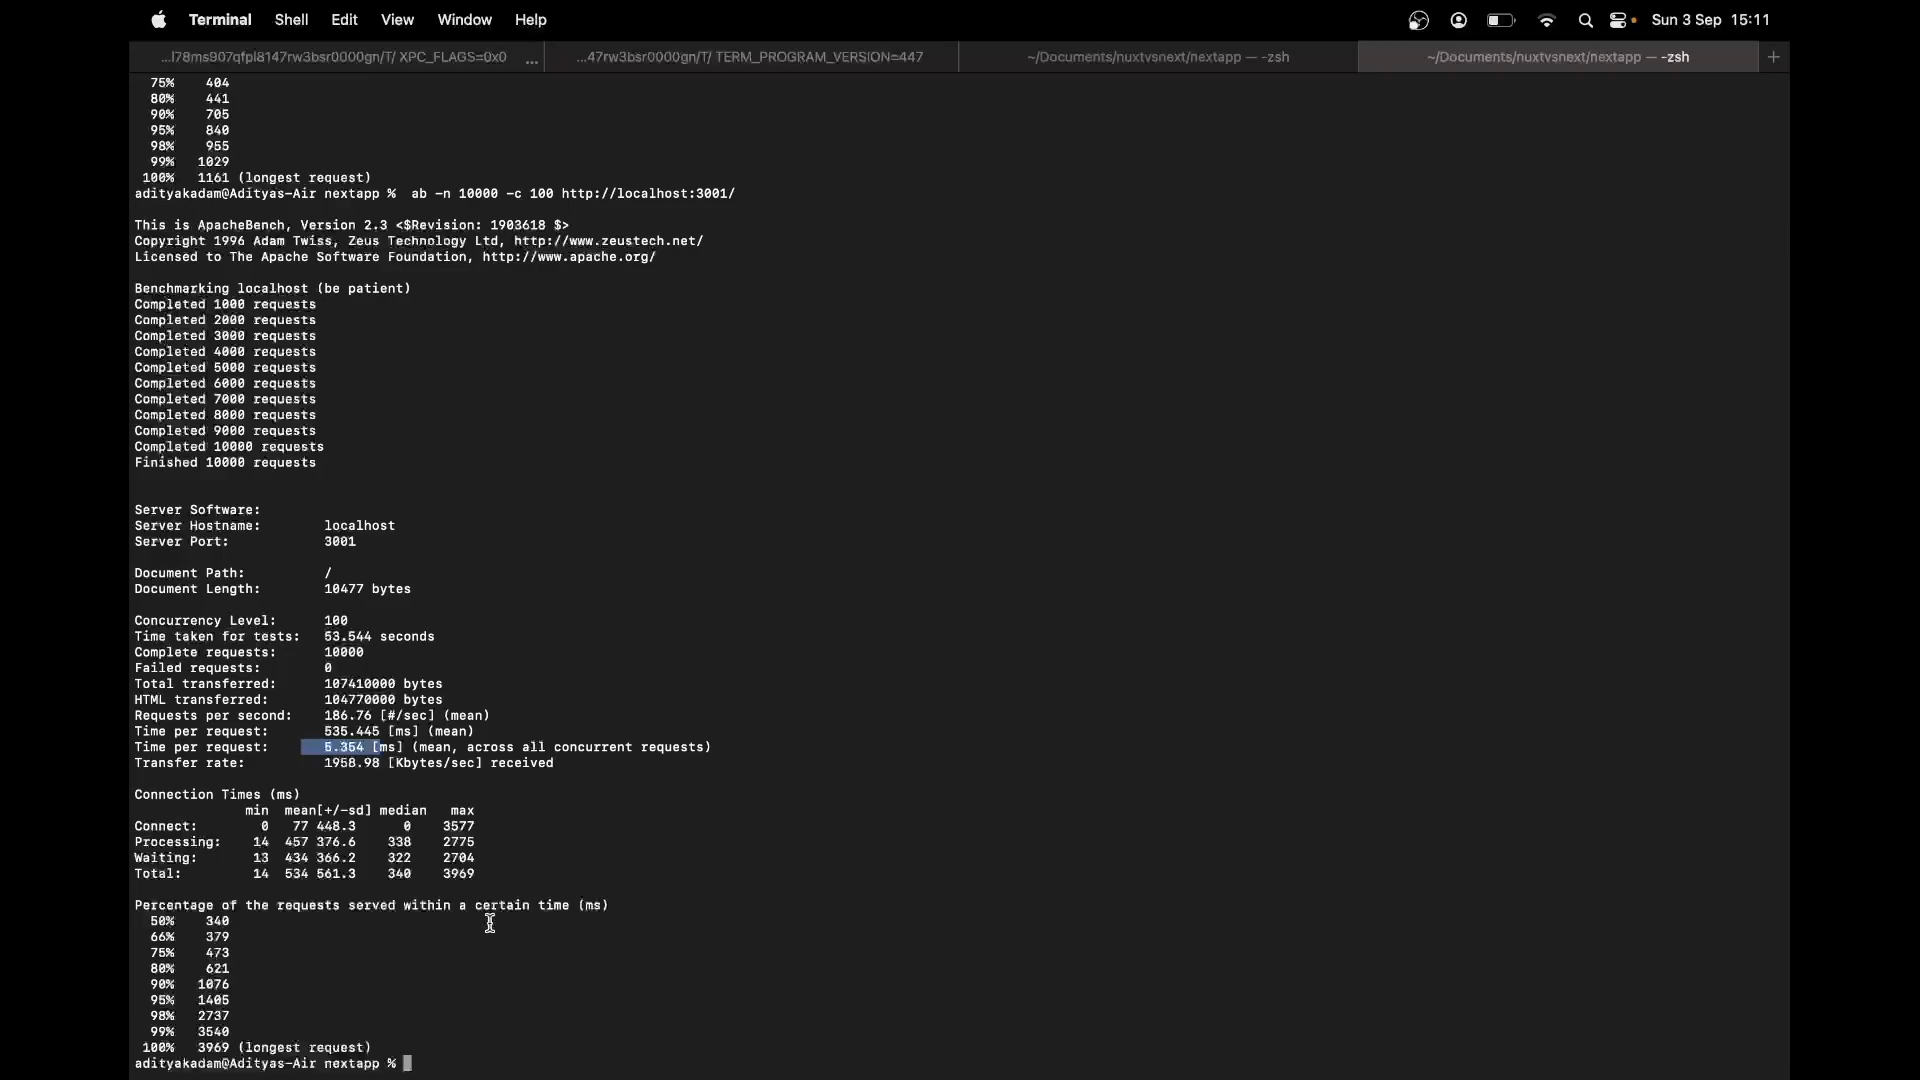 Terminal Shell Edit View Window Help Sun 3 Sep 15:11
...l78ms907qfpl8147rw3bsr0000gn/T/ XPC_FLAGS=0x0 ... ...47rw3bsr0000gn/T/ TERM_PROGRAM_VERSION=447 ~/Documents/nuxtvsnext/nextapp — -zsh ~/Documents/nuxtvsnext/nextapp — -zsh +
75% 404
80% 441
90% 705
95% 840
98% 955
99% 1029
100% 1161 (longest request)
adityakadam@Adityas-Air nextapp % ab -n 10000 -c 100 http://localhost:3001/
This is ApacheBench, Version 2.3 <$Revision: 1903618 $>
Copyright 1996 Adam Twiss, Zeus Technology Ltd, http://www.zeustech.net/
Licensed to The Apache Software Foundation, http://www.apache.org/
Benchmarking localhost (be patient)
Completed 1000 requests
Completed 2000 requests
Completed 3000 requests
Completed 4000 requests
Completed 5000 requests
Completed 6000 requests
Completed 7000 requests
Completed 8000 requests
Completed 9000 requests
Completed 10000 requests
Finished 10000 requests
Server Software:
Server Hostname: localhost
Server Port: 3001
Document Path: /
Document Length: 10477 bytes
Concurrency Level: 100
Time taken for tests: 53.544 seconds
Complete requests: 10000
Failed requests: 0
Total transferred: 107410000 bytes
HTML transferred: 104770000 bytes
Requests per second: 186.76 [#/sec] (mean)
Time per request: 535.445 [ms] (mean)
Time per request: 5.354 [ms] (mean, across all concurrent requests)
Transfer rate: 1958.98 [Kbytes/sec] received
Connection Times (ms)
min mean[+/-sd] median max
Connect: 0 77 448.3 0 3577
Processing: 14 457 376.6 338 2775
Waiting: 13 434 366.2 322 2704
Total: 14 534 561.3 340 3969
Percentage of the requests served within a certain time (ms)
50% 340
66% 379
75% 473
80% 621
90% 1076
95% 1405
98% 2737
99% 3540
100% 3969 (longest request)
adityakadam@Adityas-Air nextapp %